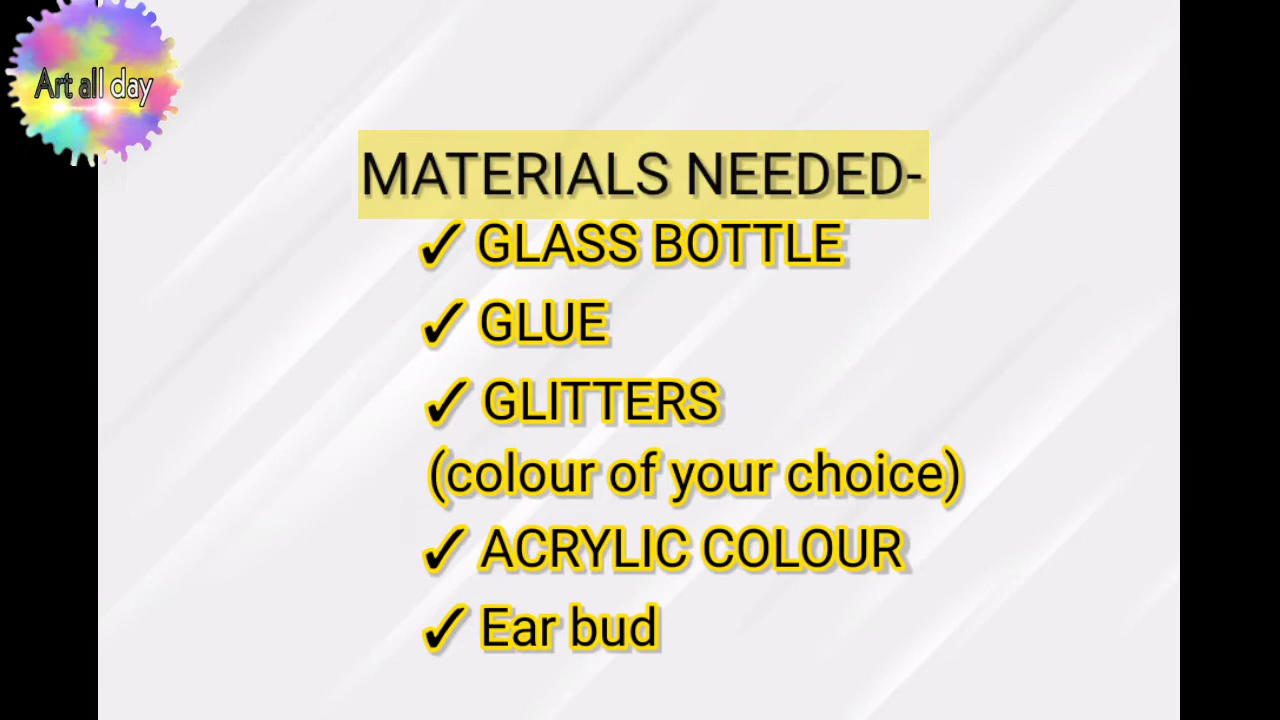 Art all day
MATERIALS NEEDED-
✓ GLASS BOTTLE
✓ GLUE
✓ GLITTERS
(colour of your choice)
✓ ACRYLIC COLOUR
✓ Ear bud